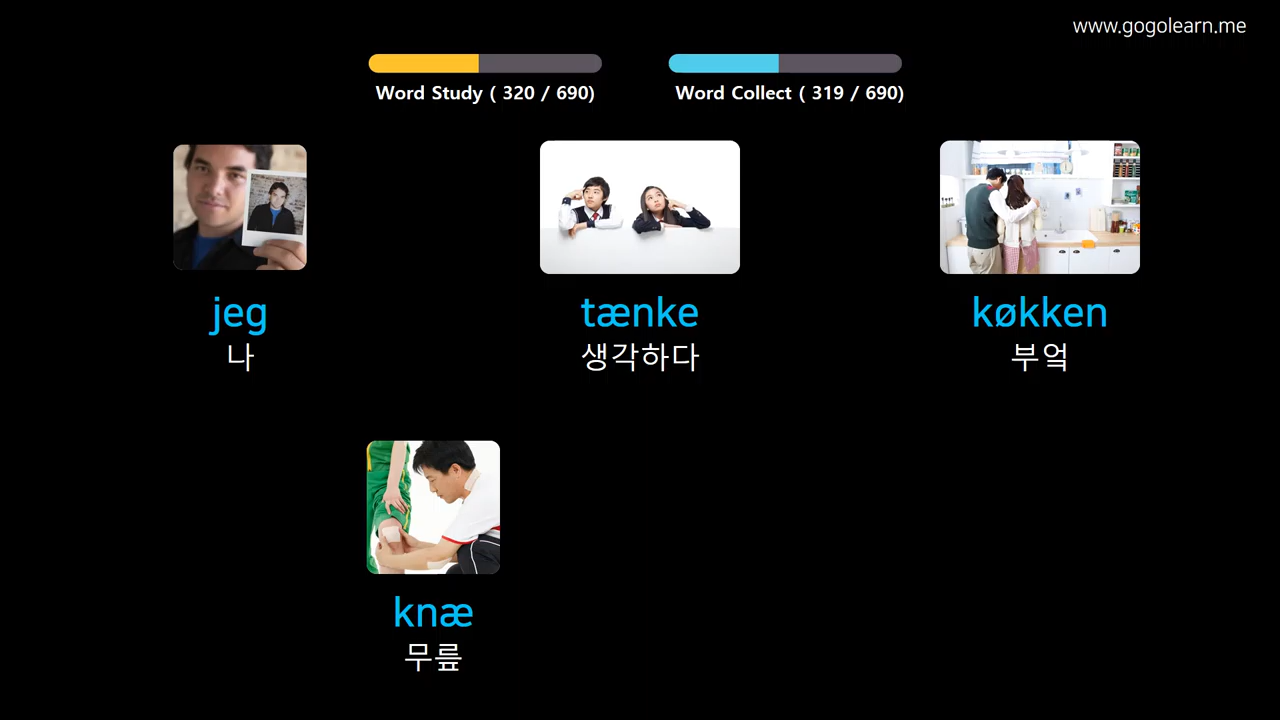 www.gogolearn.me
Word Study ( 320 / 690)
Word Collect ( 319 / 690)
jeg
나
tænke
생각하다
køkken
부엌
knæ
무릎